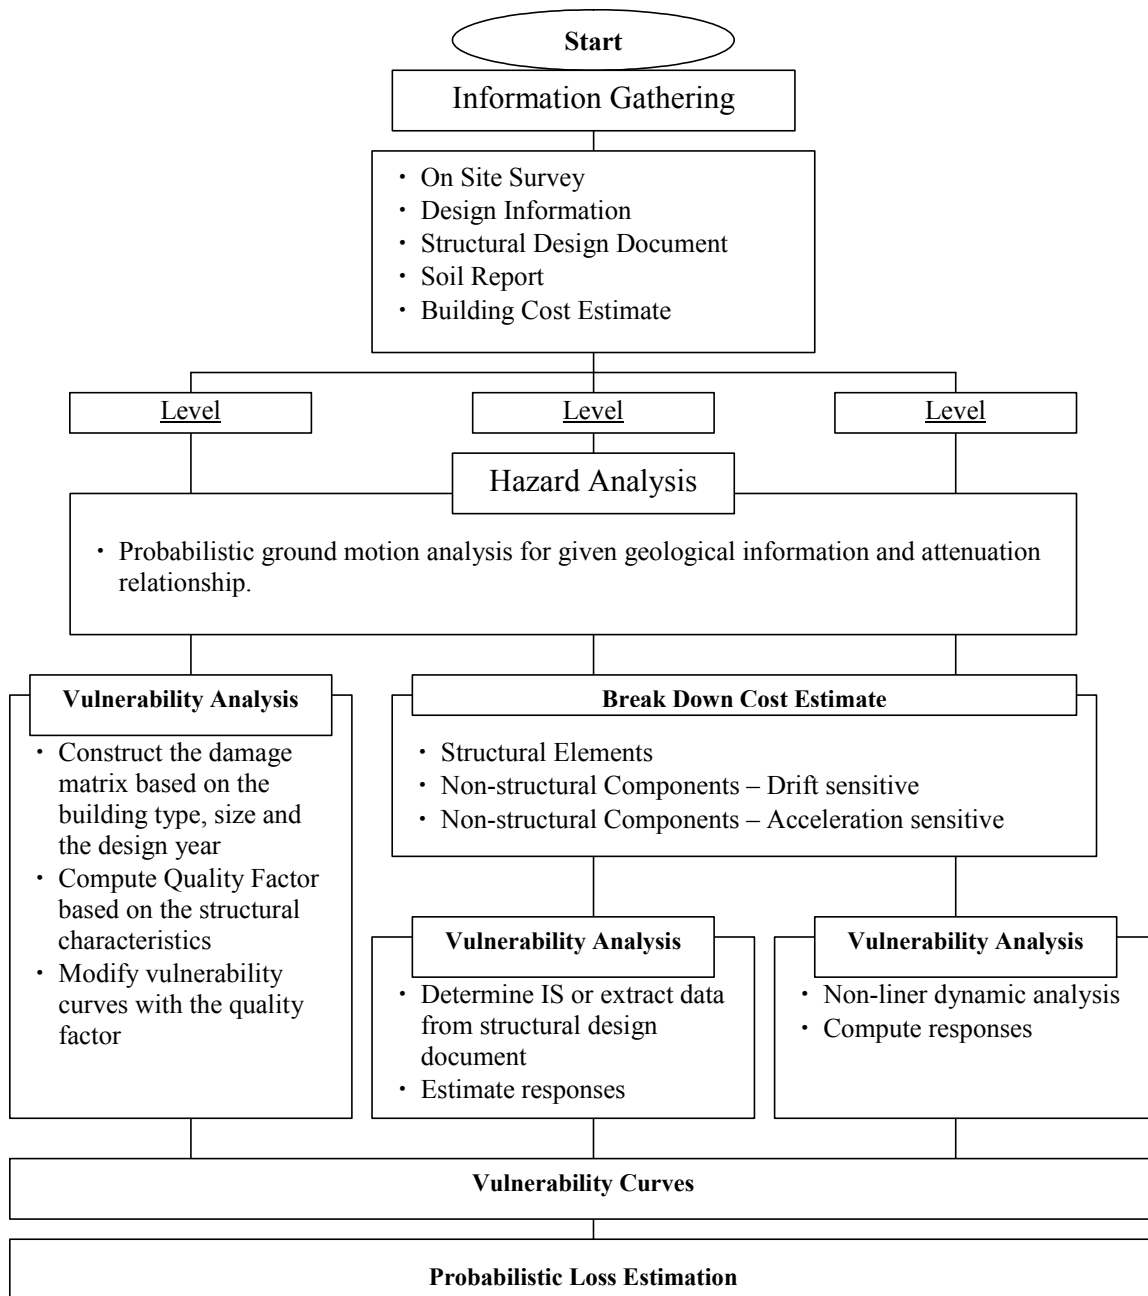 Start
Information Gathering
・ On Site Survey
・ Design Information
・ Structural Design Document
・ Soil Report
・ Building Cost Estimate
Level
Level
Level
Hazard Analysis
・ Probabilistic ground motion analysis for given geological information and attenuation
relationship.
Vulnerability Analysis
・ Construct the damage
matrix based on the
building type, size and
the design year
・ Compute Quality Factor
based on the structural
characteristics
・ Modify vulnerability
curves with the quality
factor
Break Down Cost Estimate
・ Structural Elements
・ Non-structural Components – Drift sensitive
・ Non-structural Components – Acceleration sensitive
Vulnerability Analysis
・ Determine IS or extract data
from structural design
document
・ Estimate responses
Vulnerability Analysis
・ Non-liner dynamic analysis
・ Compute responses
Vulnerability Curves
Probabilistic Loss Estimation